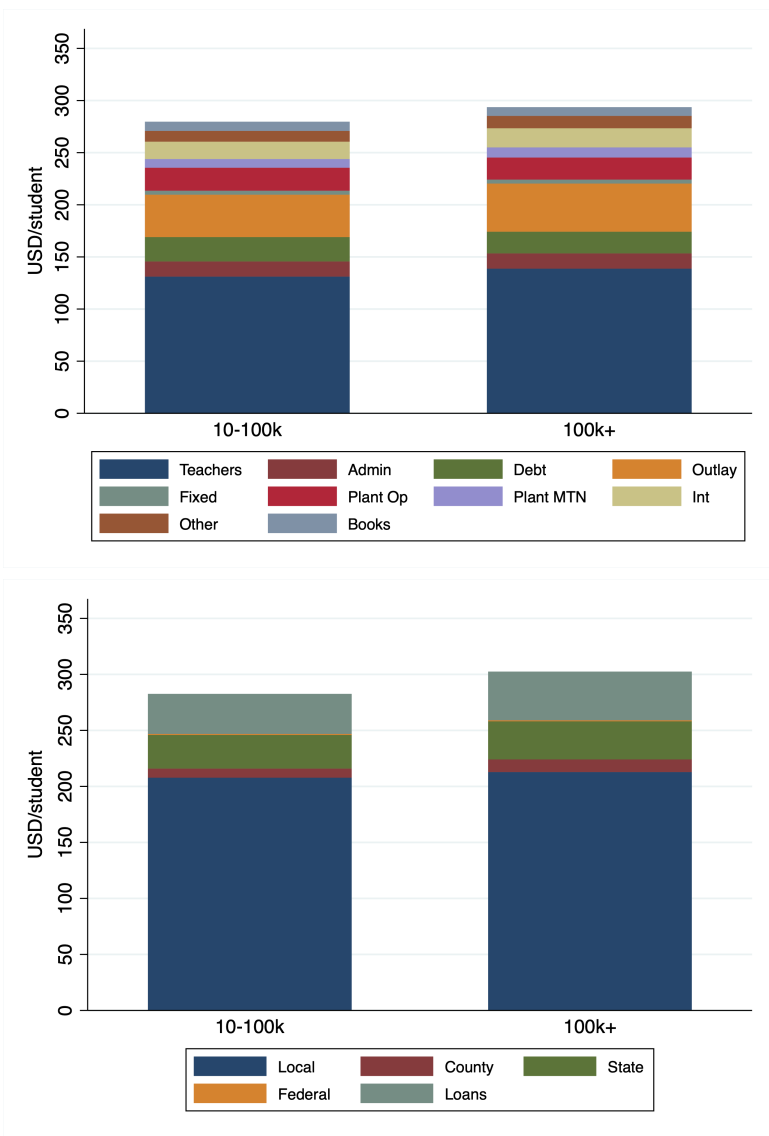 350
300
250
200
150
100
50
0
USD/student
10-100k 100k+
Teachers Admin Debt Outlay
Fixed Plant Op Plant MTN Int
Other Books
350
300
250
200
150
100
50
0
USD/student
10-100k 100k+
Local County State
Federal Loans